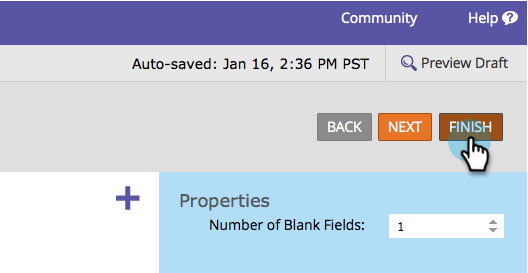 Community Help ?
Auto-saved: Jan 16, 2:36 PM PST Preview Draft
BACK NEXT FINISH
Properties
Number of Blank Fields: 1